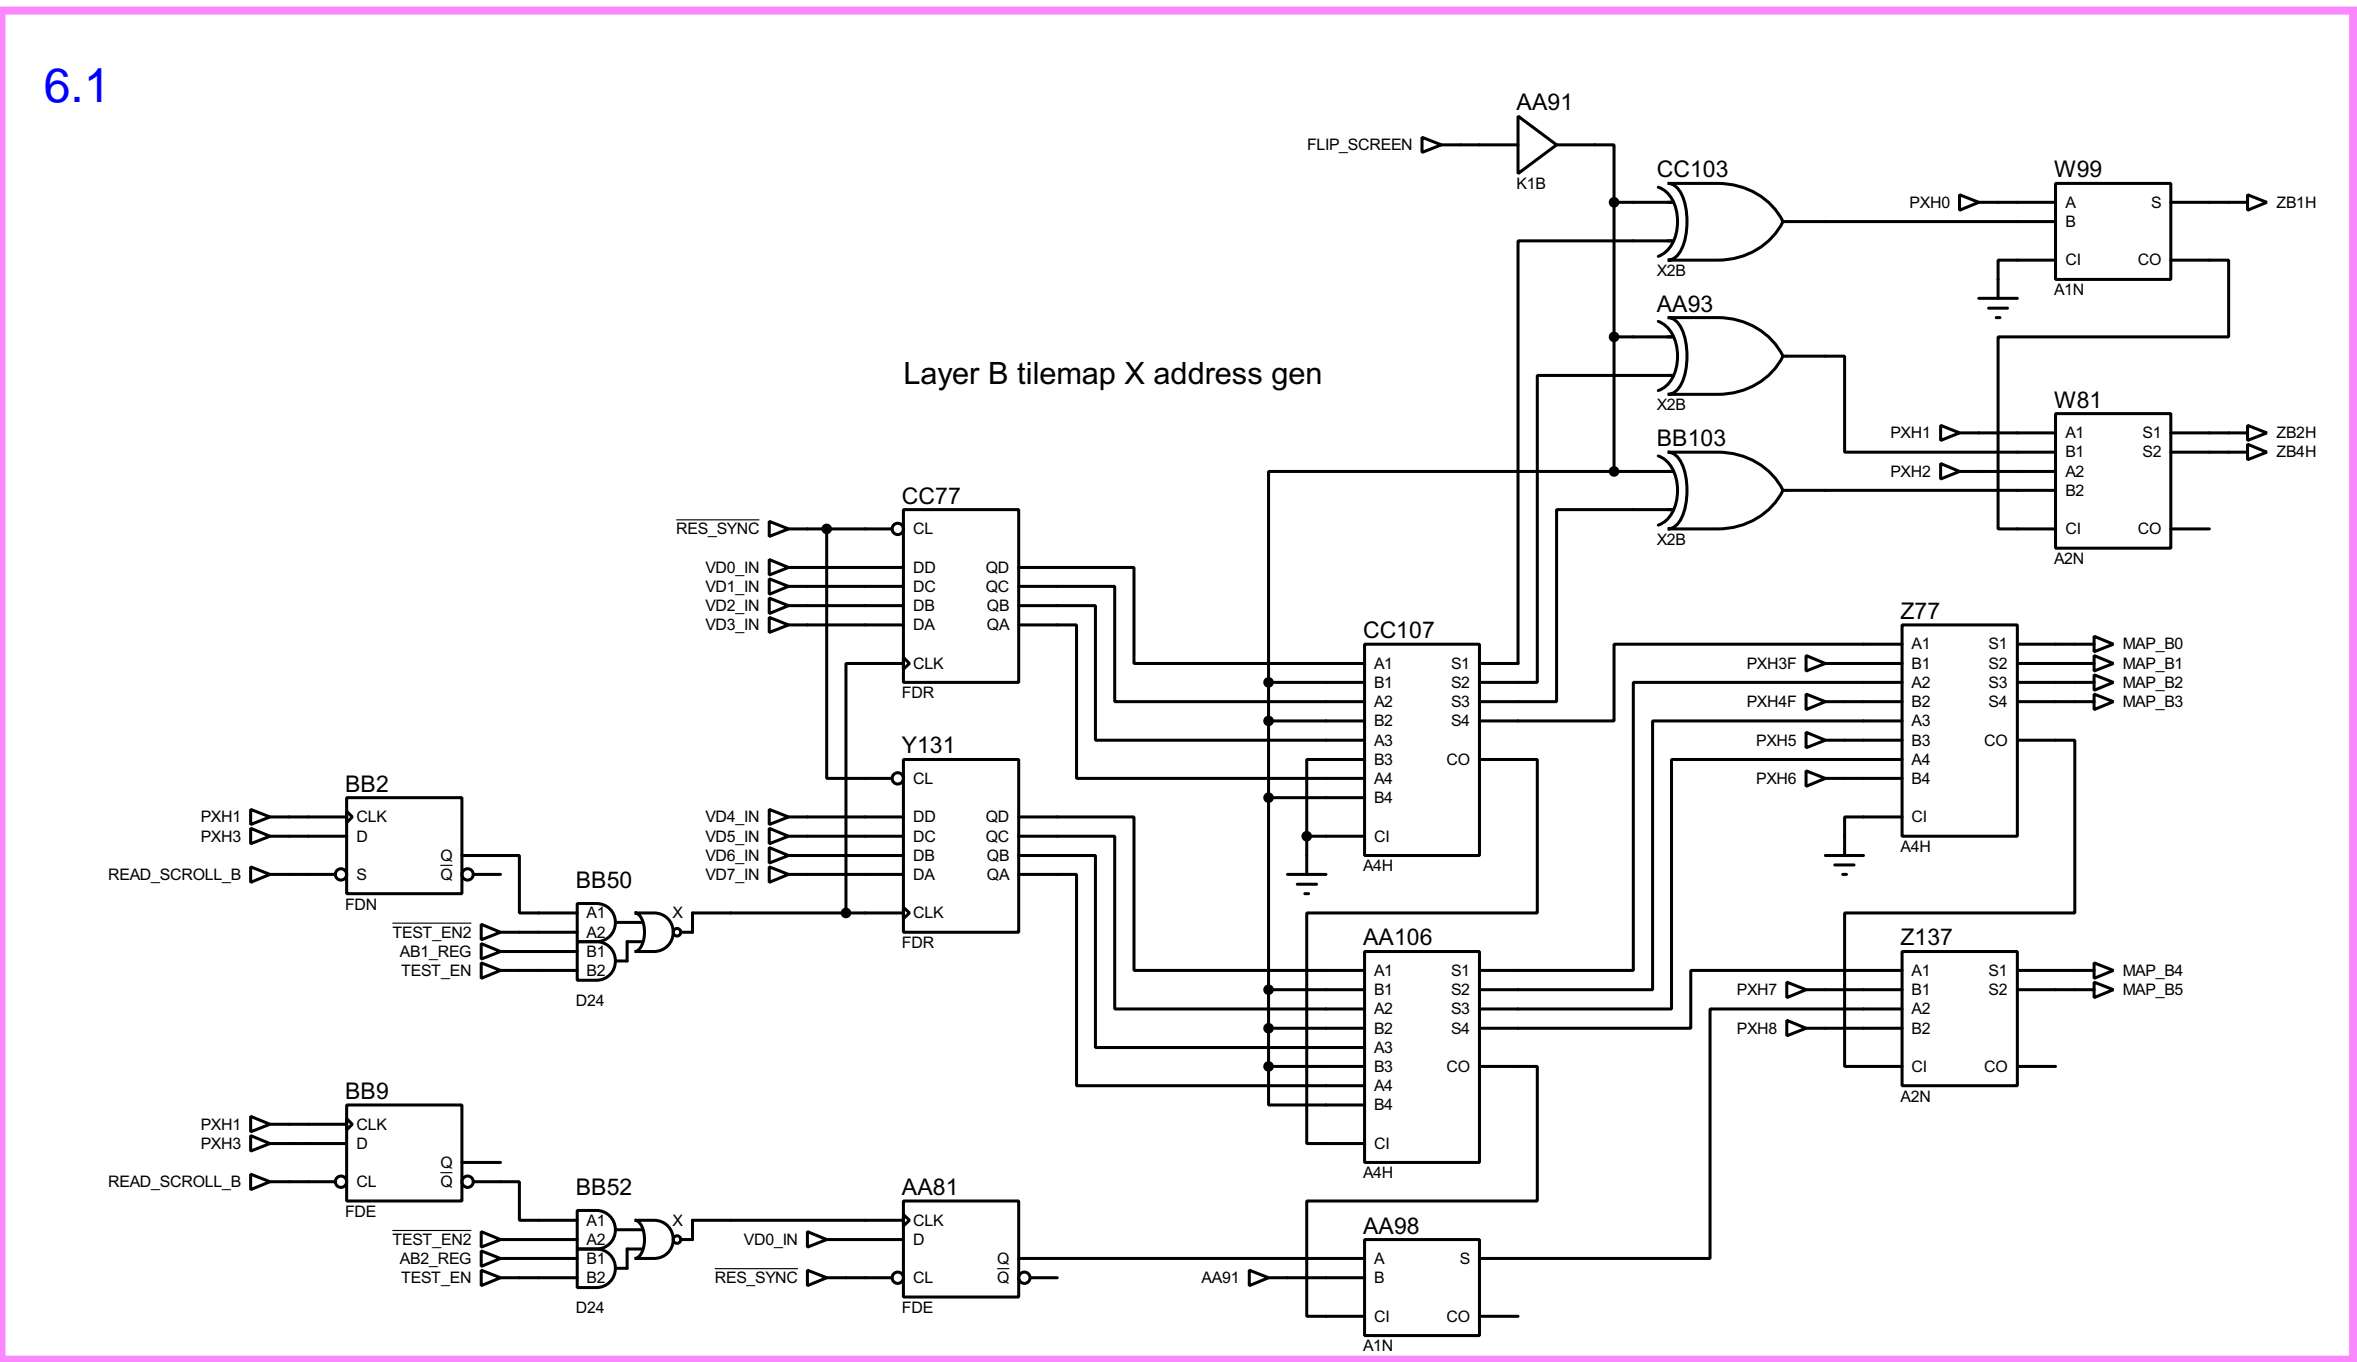 6.1
Layer B tilemap X address gen
FLIP_SCREEN
AA91
K1B
CC103
X2B
AA93
X2B
BB103
X2B
W99
PXH0
A S
B
CI CO
A1N
ZB1H
W81
PXH1
PXH2
A1 S1
B1 S2
A2
B2
CI CO
A2N
ZB2H
ZB4H
CC77
RES_SYNC
VD0_IN
VD1_IN
VD2_IN
VD3_IN
CL
DD QD
DC QC
DB QB
DA QA
CLK
FDR
Y131
VD4_IN
VD5_IN
VD6_IN
VD7_IN
CL
DD QD
DC QC
DB QB
DA QA
CLK
FDR
BB2
PXH1
PXH3
READ_SCROLL_B
CLK
D
Q
S Q
FDN
BB50
TEST_EN2
AB1_REG
TEST_EN
A1
A2
B1
B2
X
D24
BB9
PXH1
PXH3
READ_SCROLL_B
CLK
D
Q
CL Q
FDE
BB52
TEST_EN2
AB2_REG
TEST_EN
A1
A2
B1
B2
X
D24
AA81
VD0_IN
RES_SYNC
CLK
D
Q
CL Q
FDE
CC107
A1 S1
B1 S2
A2 S3
B2 S4
A3
B3 CO
A4
B4
CI
A4H
AA106
A1 S1
B1 S2
A2 S3
B2 S4
A3
B3 CO
A4
B4
CI
A4H
AA98
AA91
A S
B
CI CO
A1N
Z77
PXH3F
PXH4F
PXH5
PXH6
A1 S1
B1 S2
A2 S3
B2 S4
A3
B3 CO
A4
B4
CI
A4H
MAP_B0
MAP_B1
MAP_B2
MAP_B3
Z137
PXH7
PXH8
A1 S1
B1 S2
A2
B2
CI CO
A2N
MAP_B4
MAP_B5